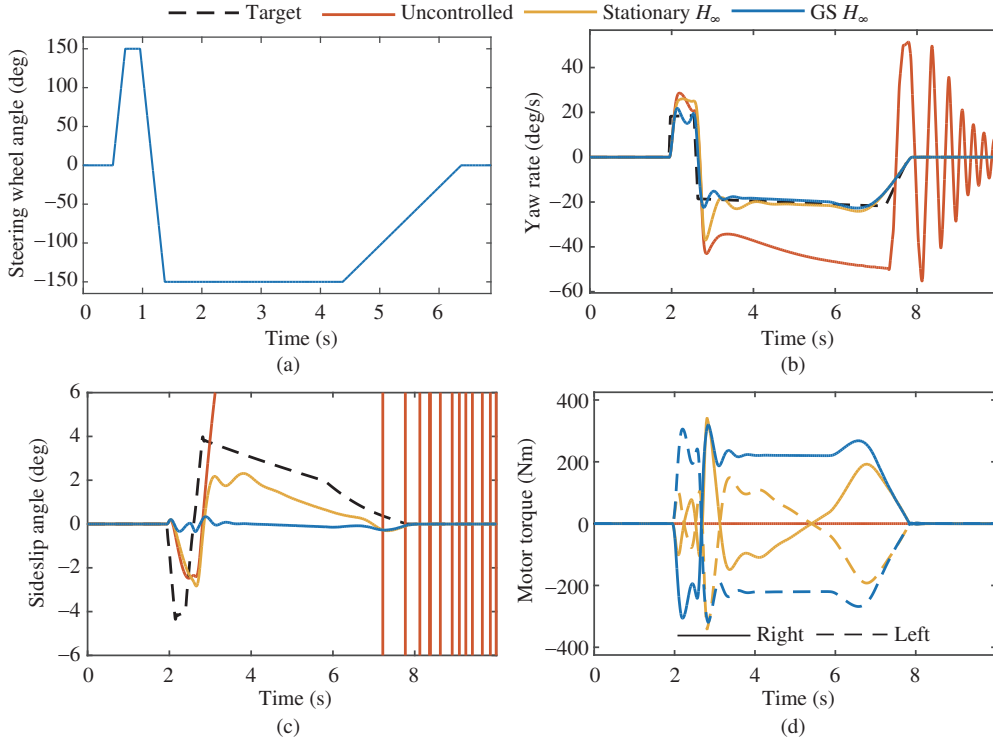 Target Uncontrolled Stationary H∞ GS H∞
150
100
50
0
−50
−100
−150
0 1 2 3 4 5 6
Steering wheel angle (deg)
Time (s)
(a)
40
20
0
−20
−40
−60
0 2 4 6 8
Yaw rate (deg/s)
Time (s)
(b)
6
4
2
0
−2
−4
−6
0 2 4 6 8
Sideslip angle (deg)
Time (s)
(c)
400
200
0
−200
−400
0 2 4 6 8
Motor torque (Nm)
Right Left
Time (s)
(d)